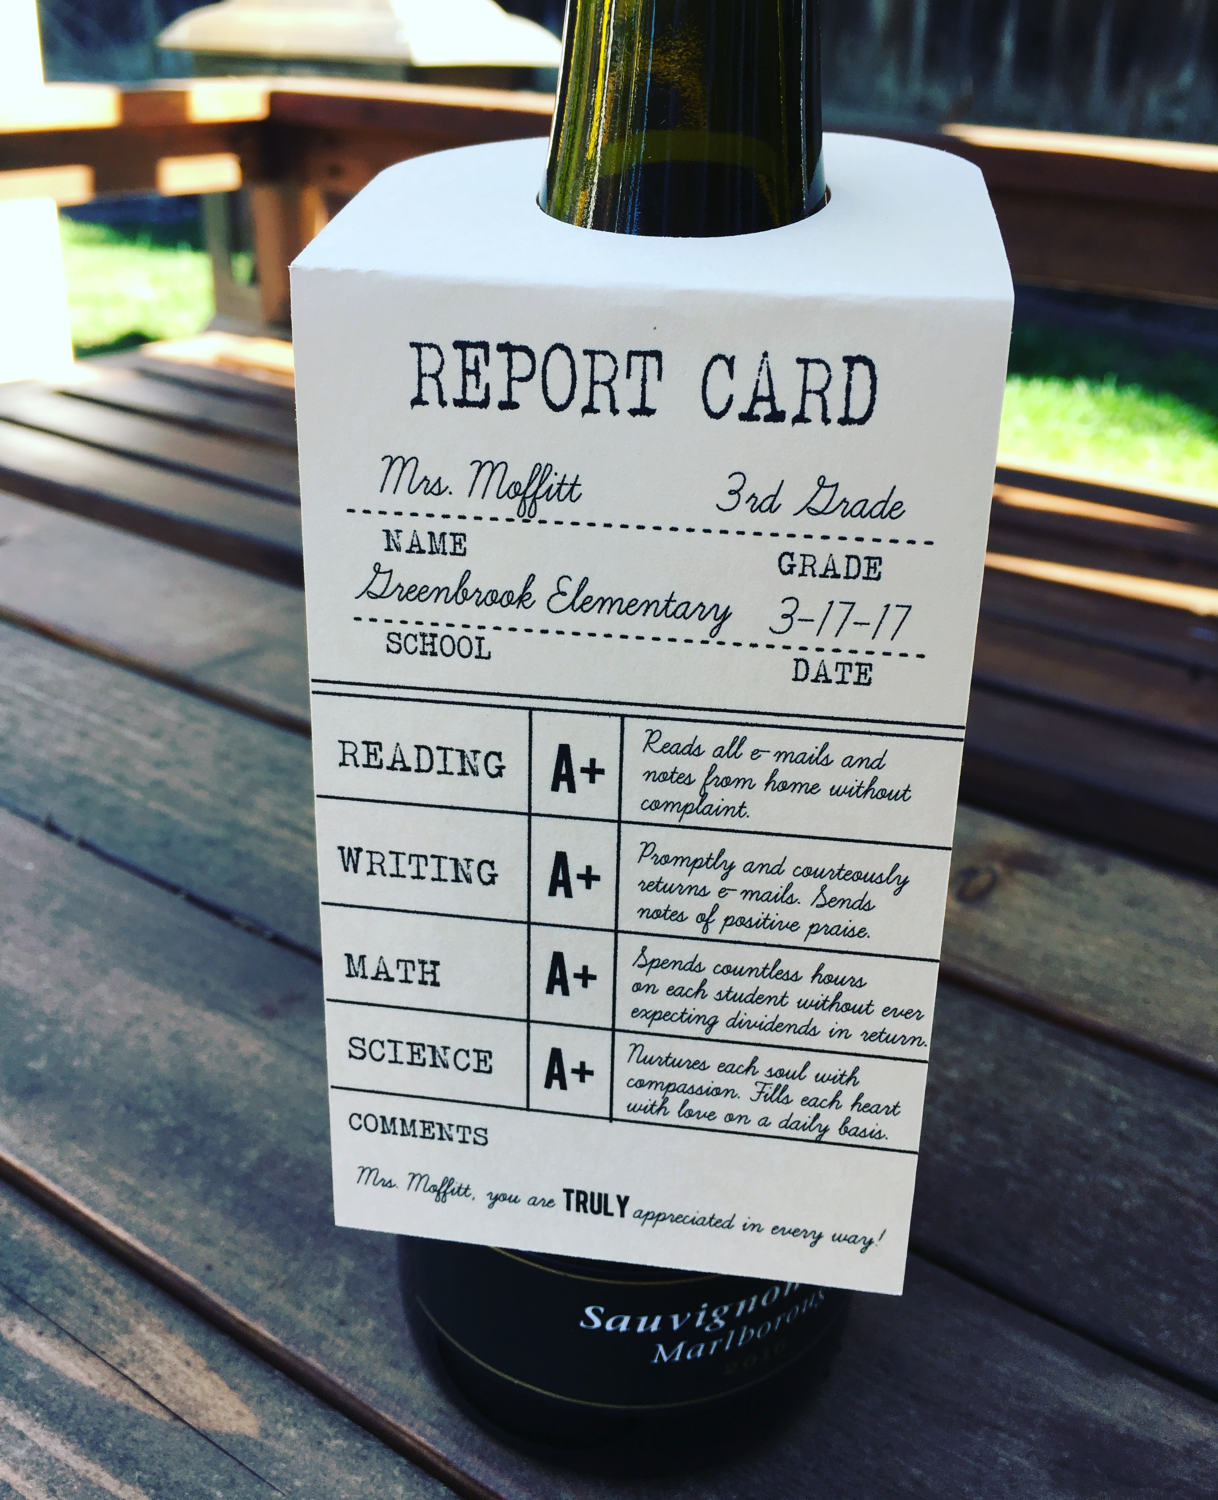 REPORT CARD
Mrs. Moffitt 3rd Grade
NAME GRADE
Greenbrook Elementary 3-17-17
SCHOOL DATE
READING A+ Reads all e-mails and
notes from home without
complaint.
WRITING A+ Promptly and courteously
returns e-mails. Sends
notes of positive praise.
MATH A+ Spends countless hours
on each student without ever
expecting dividends in return.
SCIENCE A+ Nurtures each soul with
compassion. Fills each heart
with love on a daily basis.
COMMENTS
Mrs. Moffitt, you are TRULY appreciated in every way!
Sauvignon
Marlborou
2016